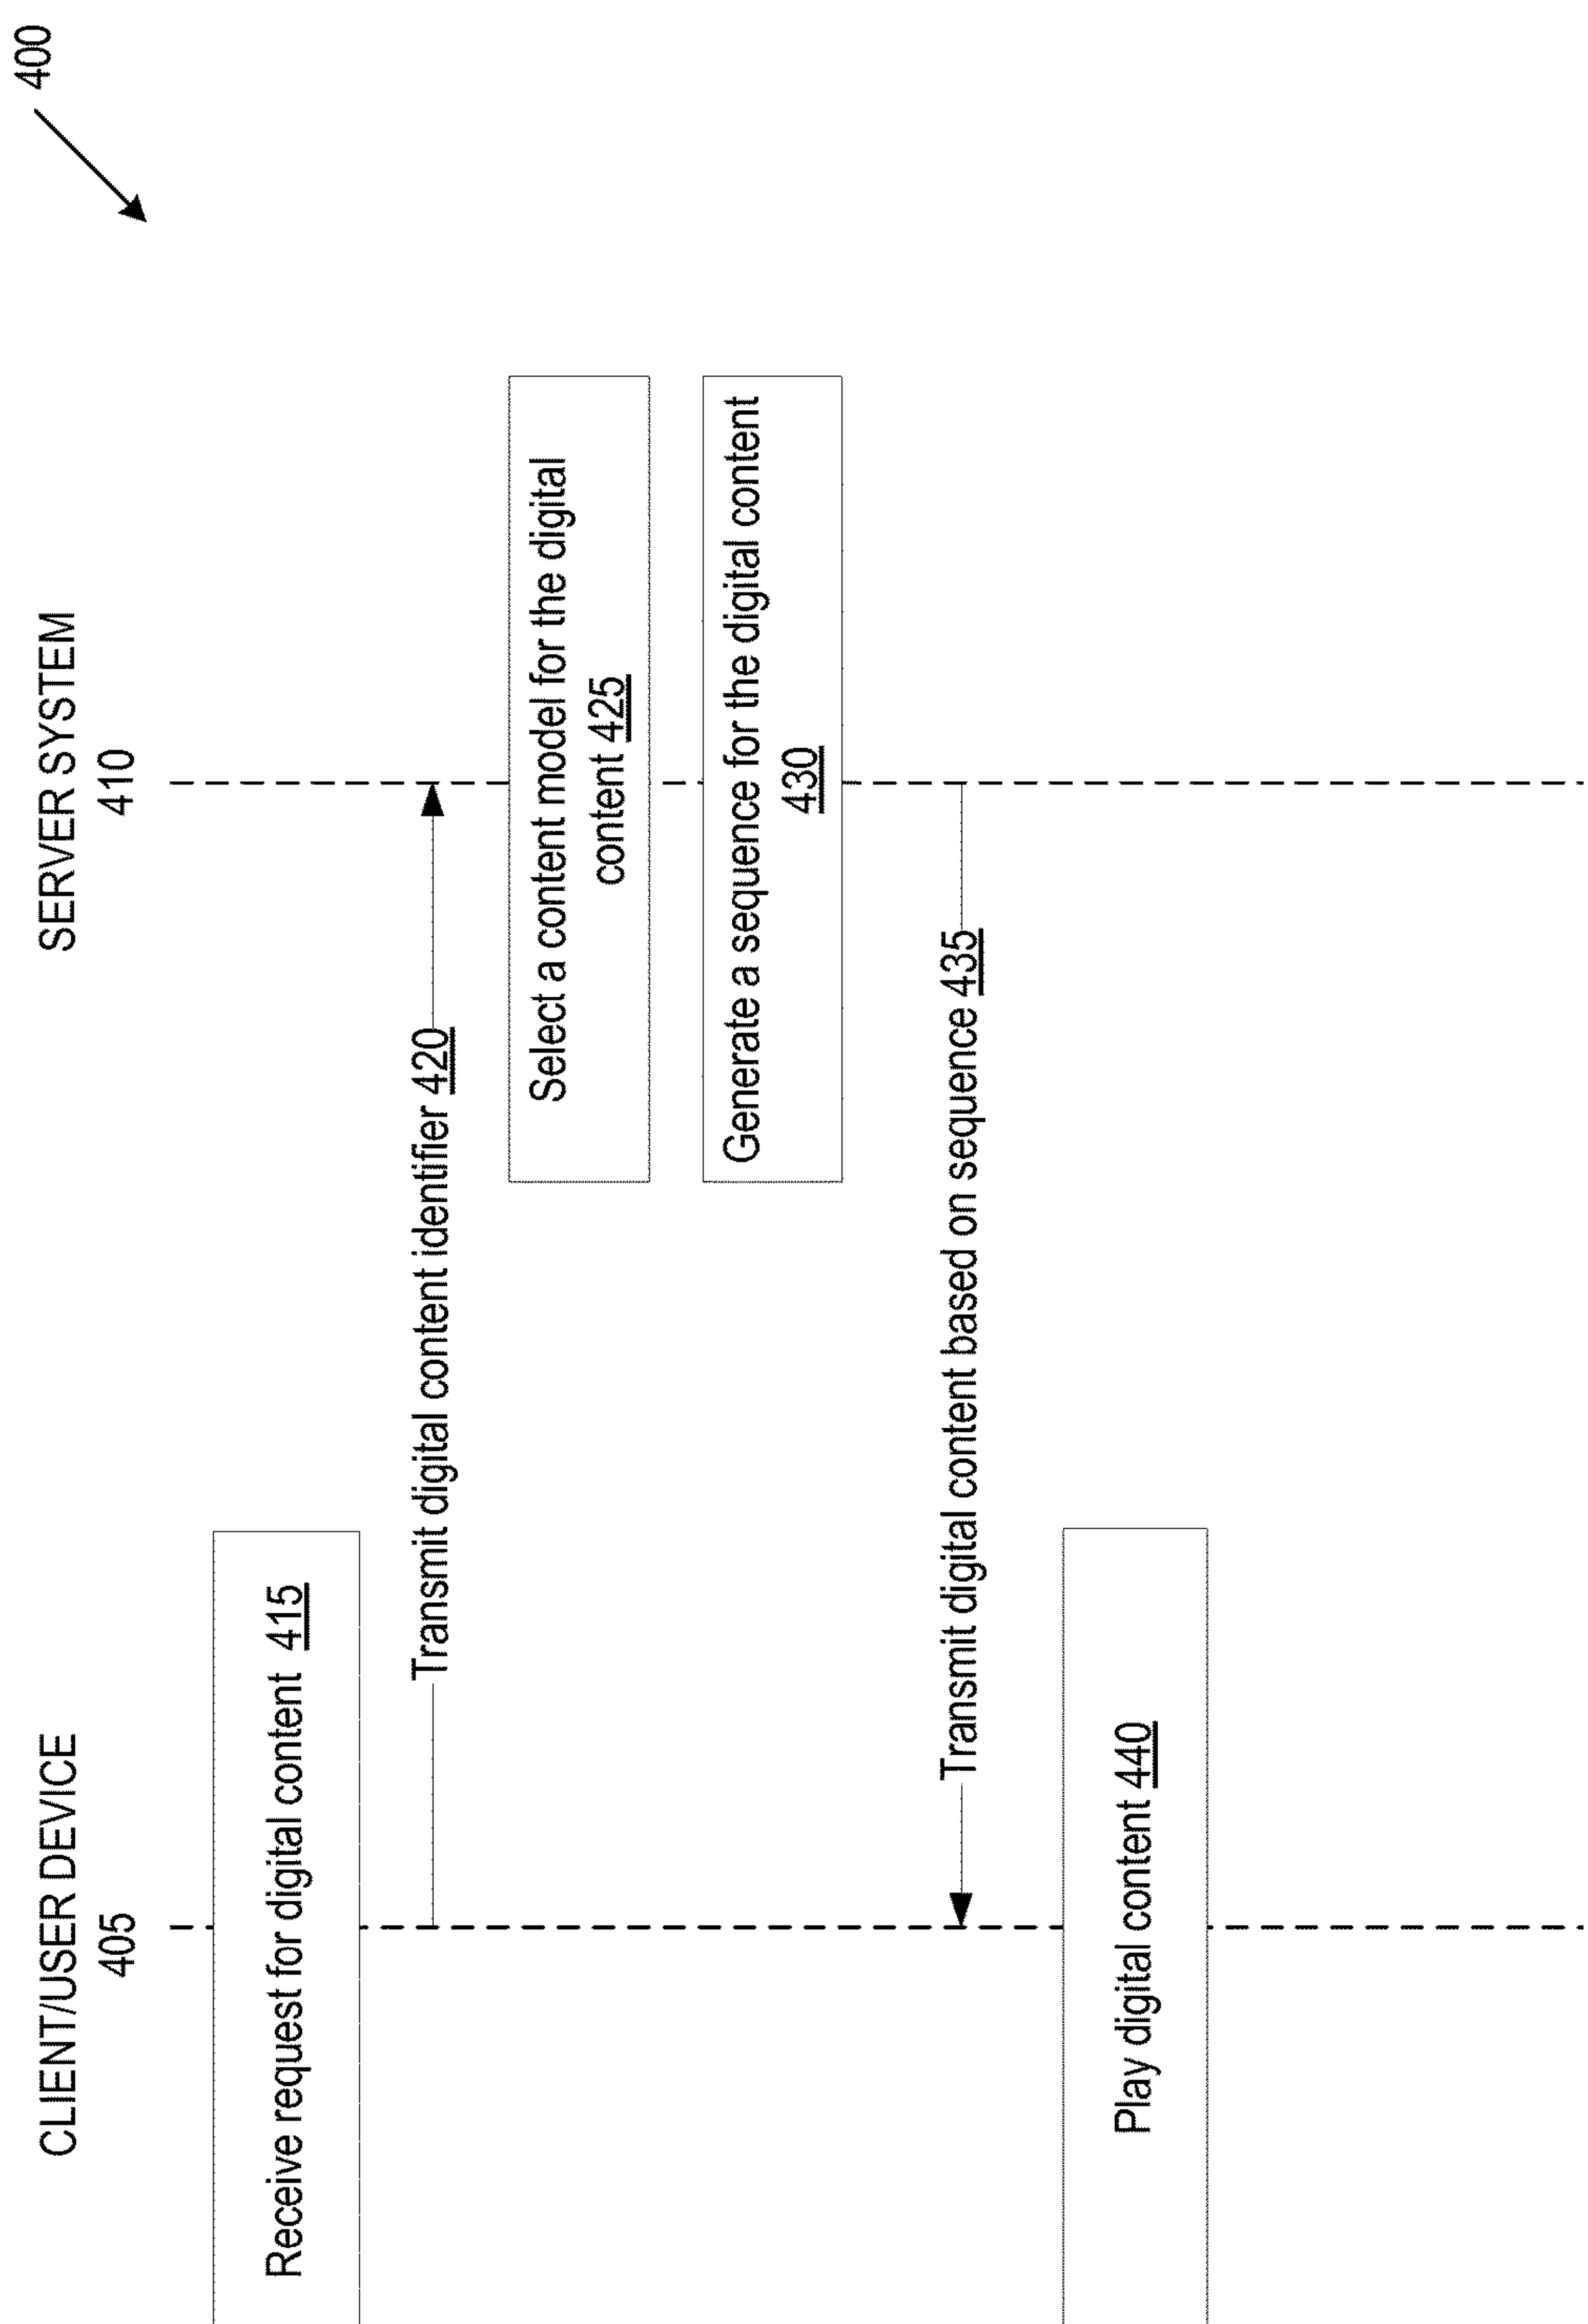 400
CLIENT/USER DEVICE
405
SERVER SYSTEM
410
Receive request for digital content 415
Transmit digital content identifier 420
Select a content model for the digital
content 425
Generate a sequence for the digital content
430
Transmit digital content based on sequence 435
Play digital content 440